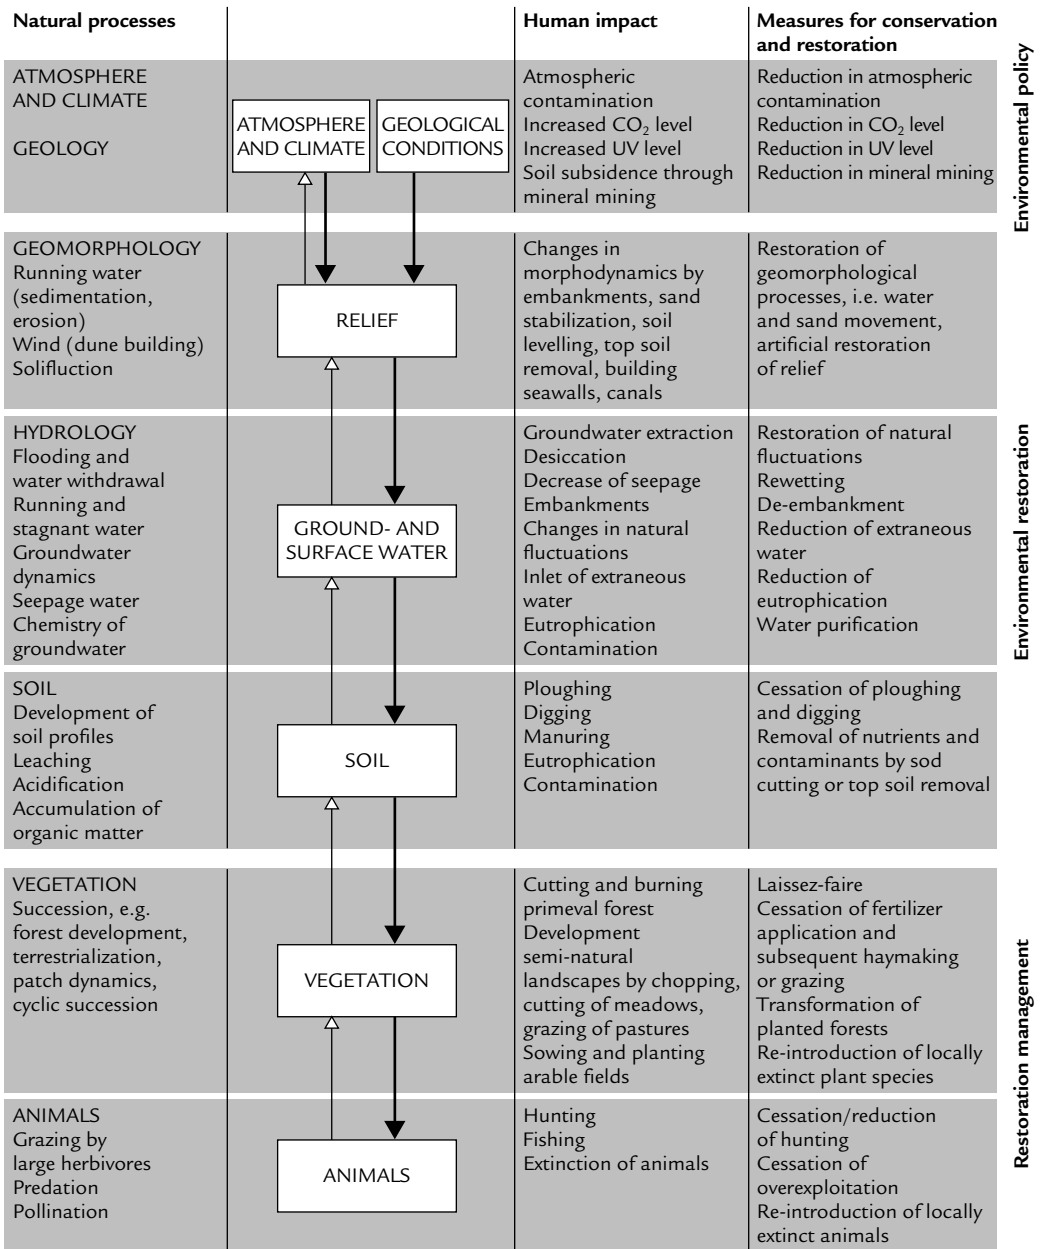 Natural processes
Human impact
Measures for conservation
and restoration
ATMOSPHERE
AND CLIMATE
GEOLOGY
ATMOSPHERE
AND CLIMATE
GEOLOGICAL
CONDITIONS
Atmospheric
contamination
Increased CO₂ level
Increased UV level
Soil subsidence through
mineral mining
Reduction in atmospheric
contamination
Reduction in CO₂ level
Reduction in UV level
Reduction in mineral mining
Environmental policy
GEOMORPHOLOGY
Running water
(sedimentation,
erosion)
Wind (dune building)
Solifluction
RELIEF
Changes in
morphodynamics by
embankments, sand
stabilization, soil
levelling, top soil
removal, building
seawalls, canals
Restoration of
geomorphological
processes, i.e. water
and sand movement,
artificial restoration
of relief
HYDROLOGY
Flooding and
water withdrawal
Running and
stagnant water
Groundwater
dynamics
Seepage water
Chemistry of
groundwater
GROUND- AND
SURFACE WATER
Groundwater extraction
Desiccation
Decrease of seepage
Embankments
Changes in natural
fluctuations
Inlet of extraneous
water
Eutrophication
Contamination
Restoration of natural
fluctuations
Rewetting
De-embankment
Reduction of extraneous
water
Reduction of
eutrophication
Water purification
Environmental restoration
SOIL
Development of
soil profiles
Leaching
Acidification
Accumulation of
organic matter
SOIL
Ploughing
Digging
Manuring
Eutrophication
Contamination
Cessation of ploughing
and digging
Removal of nutrients and
contaminants by sod
cutting or top soil removal
VEGETATION
Succession, e.g.
forest development,
terrestrialization,
patch dynamics,
cyclic succession
VEGETATION
Cutting and burning
primeval forest
Development
semi-natural
landscapes by chopping,
cutting of meadows,
grazing of pastures
Sowing and planting
arable fields
Laissez-faire
Cessation of fertilizer
application and
subsequent haymaking
or grazing
Transformation of
planted forests
Re-introduction of locally
extinct plant species
Restoration management
ANIMALS
Grazing by
large herbivores
Predation
Pollination
ANIMALS
Hunting
Fishing
Extinction of animals
Cessation/reduction
of hunting
Cessation of
overexploitation
Re-introduction of locally
extinct animals